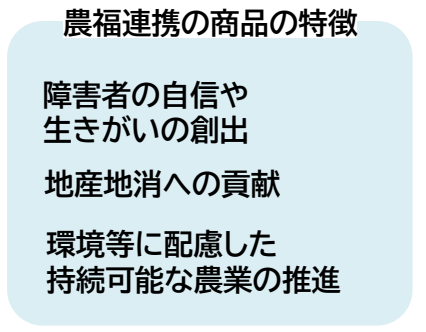 農福連携の商品の特徴
障害者の自信や
生きがいの創出
地産地消への貢献
環境等に配慮した
持続可能な農業の推進